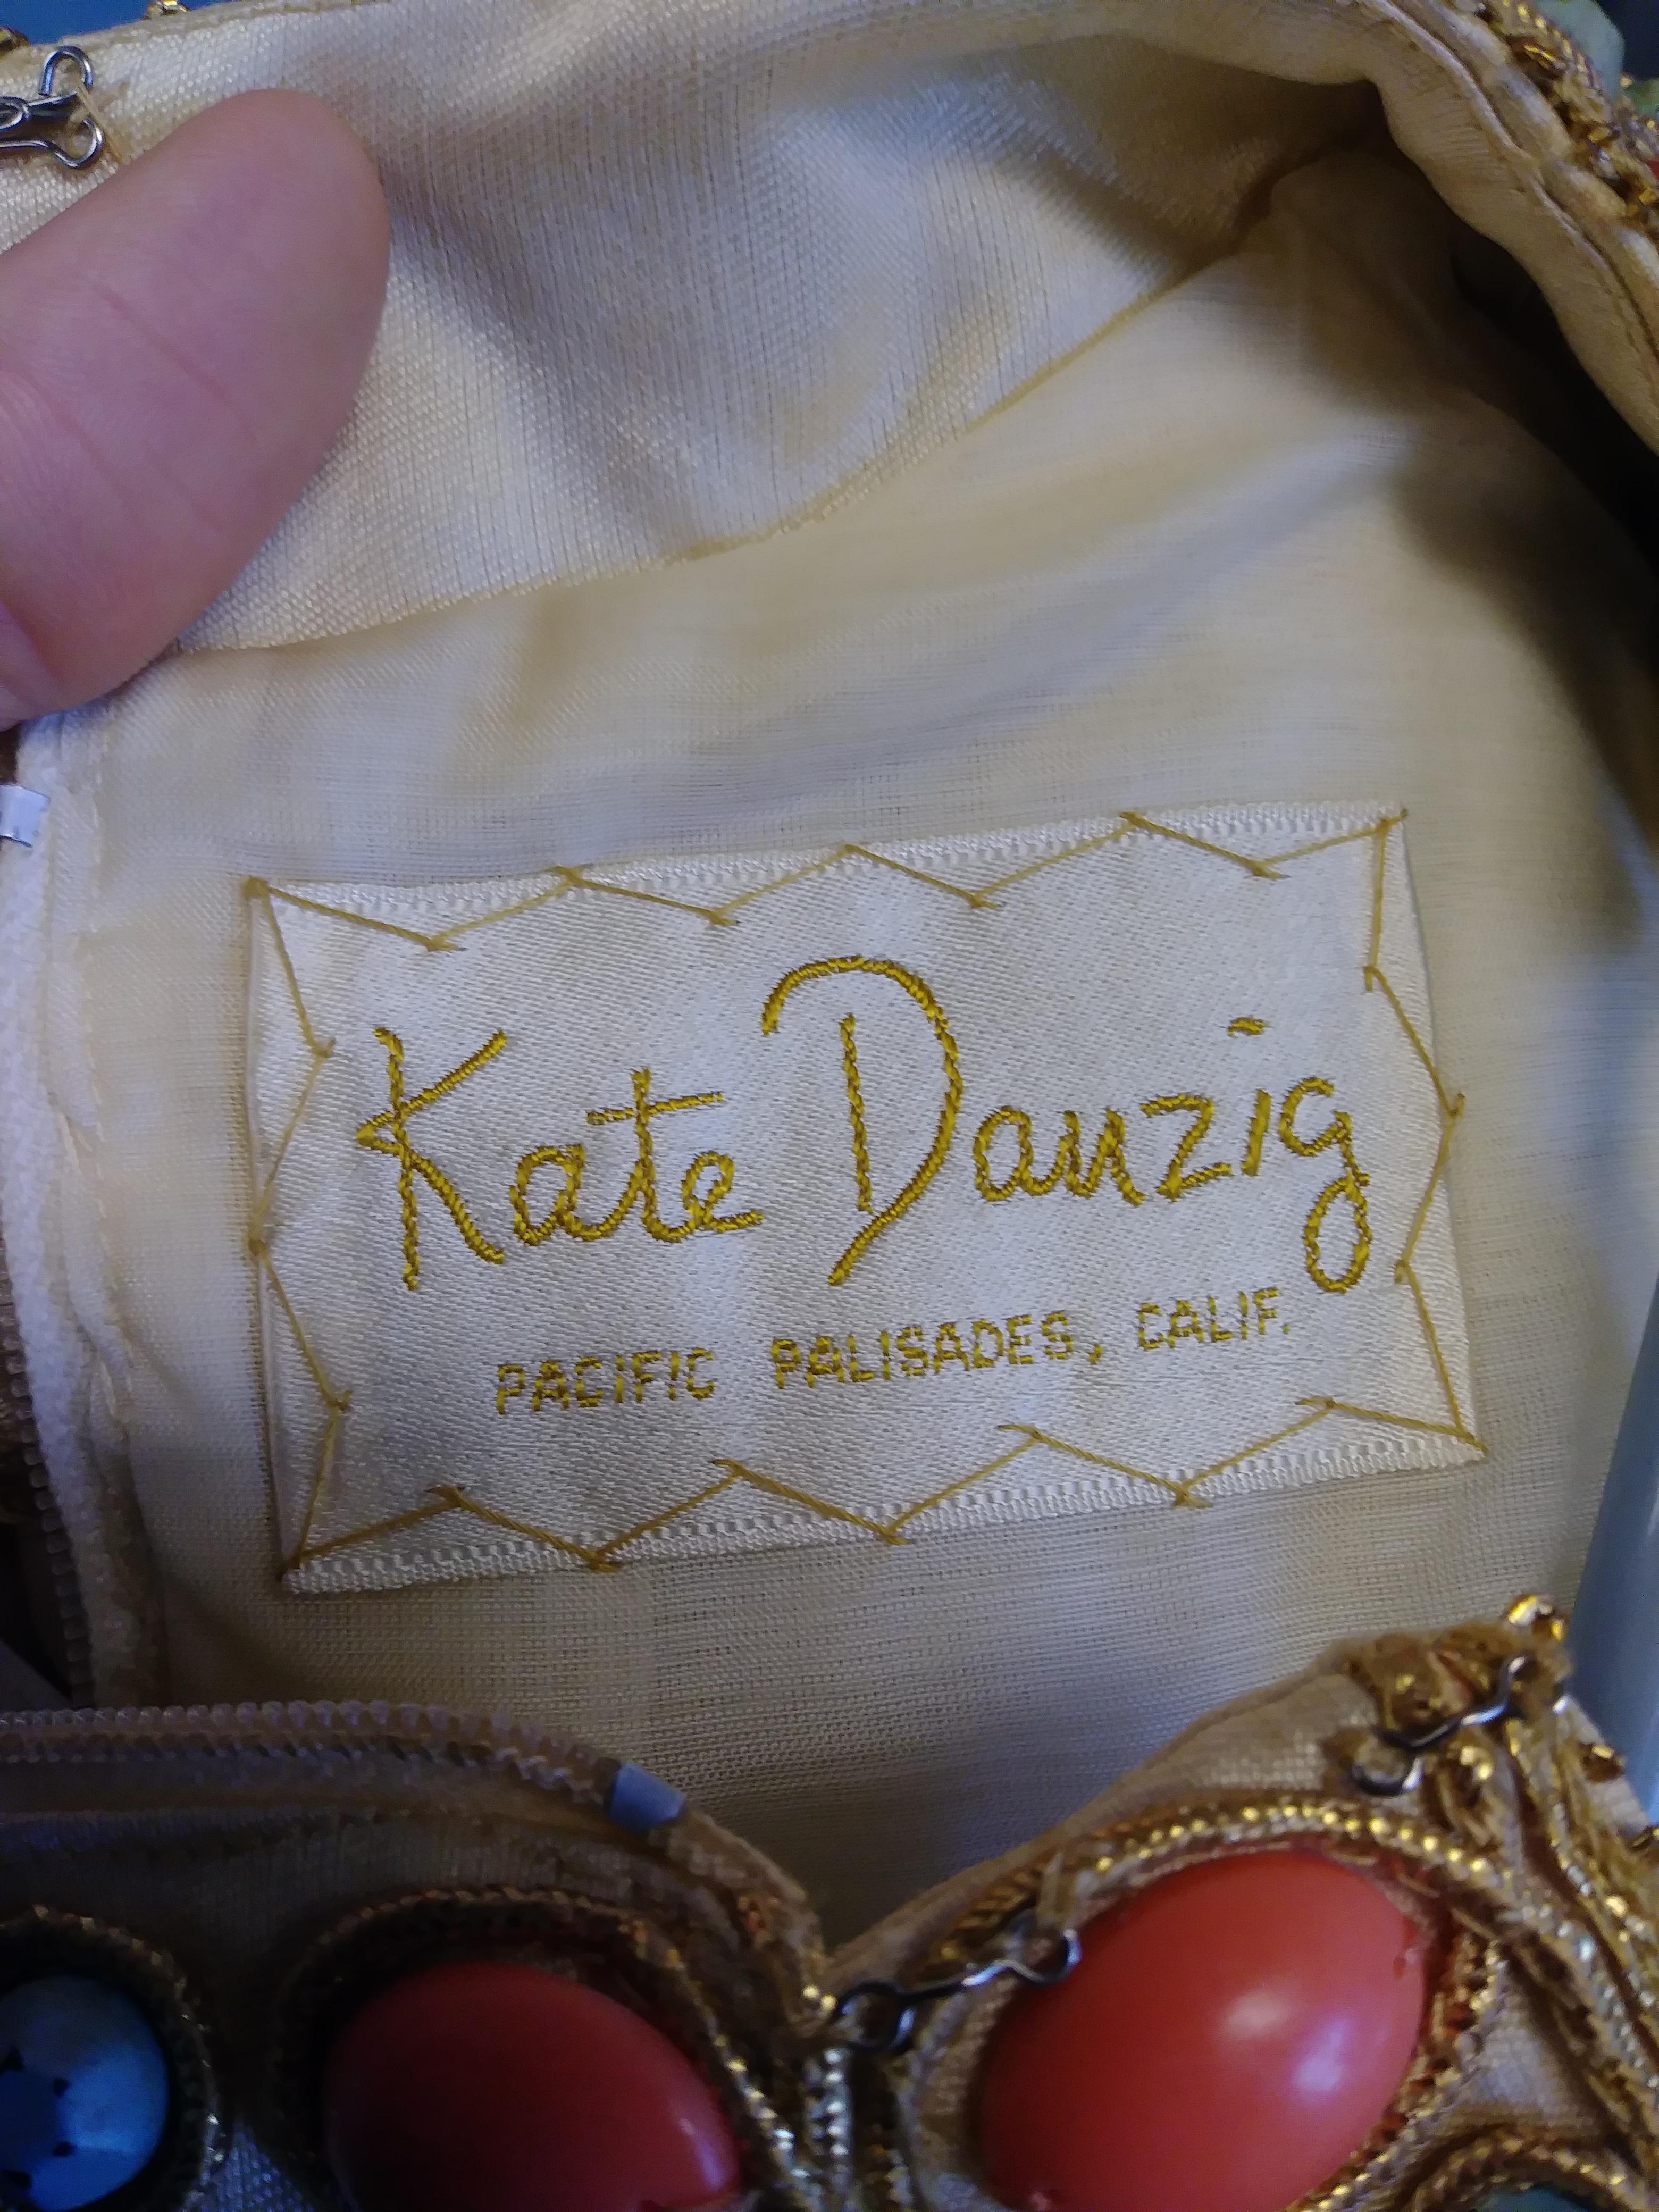 Kate Danzig
PACIFIC PALISADES, CALIF.